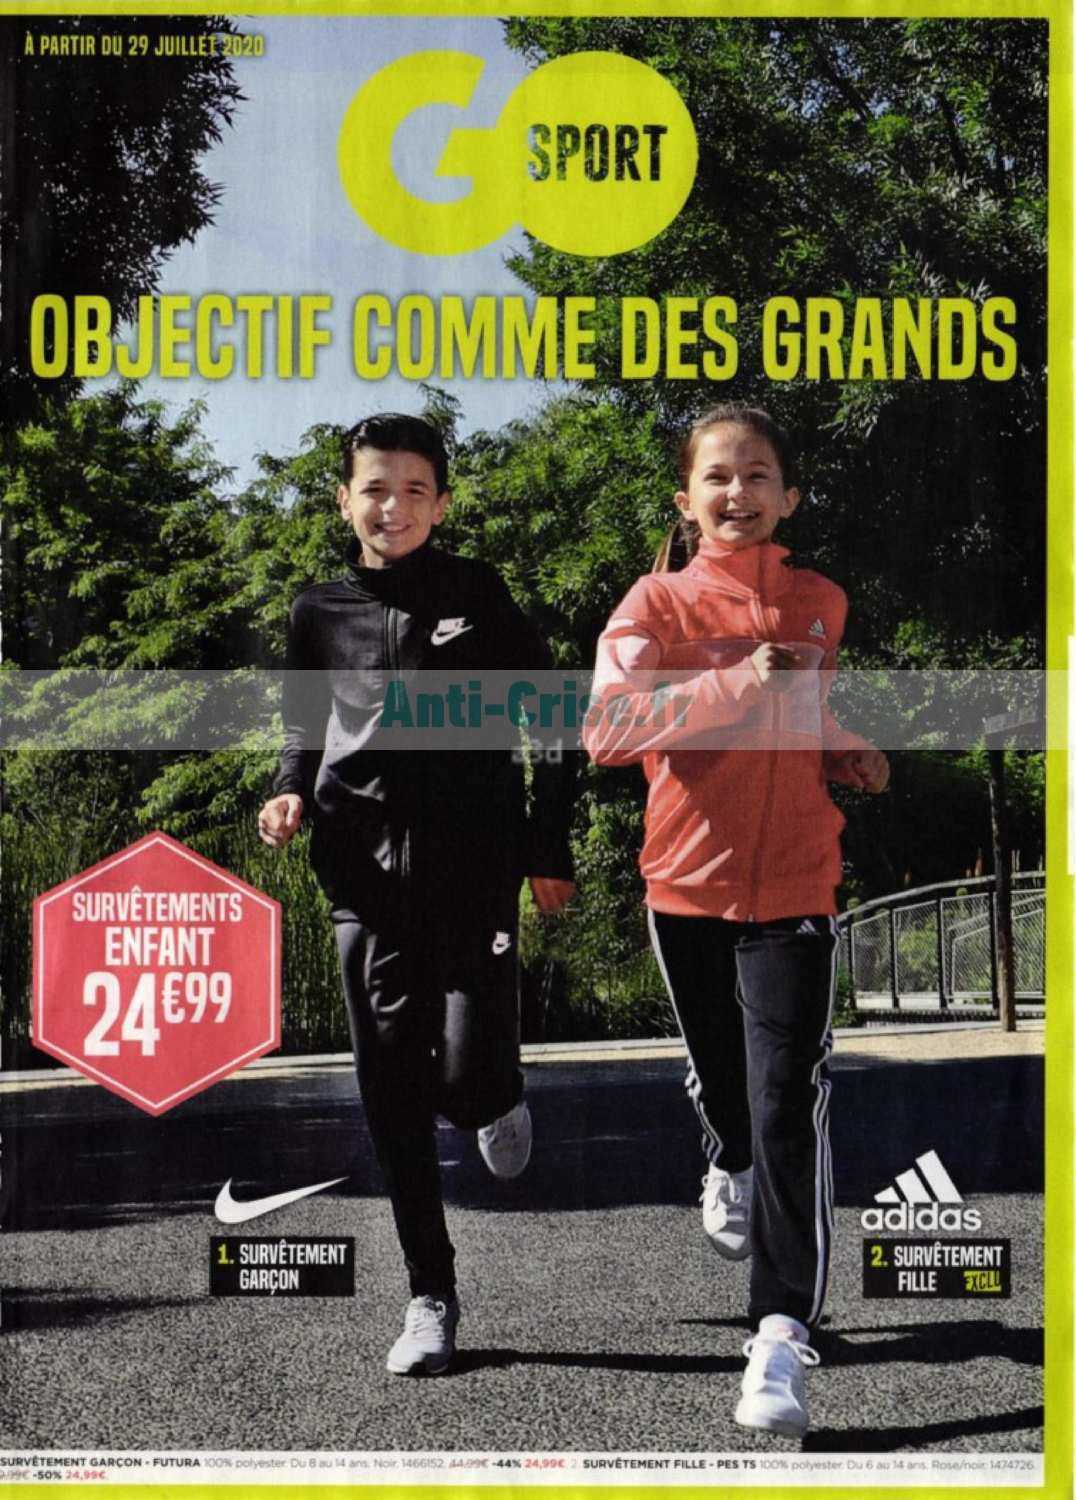 À PARTIR DU 29 JUILLET 2020
GO SPORT
OBJECTIF COMME DES GRANDS
NIKE
Anti-Crise.fr
SURVÊTEMENTS
ENFANT
24€99
adidas
1. SURVÊTEMENT
GARÇON
2. SURVÊTEMENT
FILLE EXCLU
SURVÊTEMENT GARÇON - FUTURA 100% polyester. Du 8 au 14 ans. Noir. 1466152. 44,99€ -44% 24,99€. 2. SURVÊTEMENT FILLE - PES TS 100% polyester. Du 6 au 14 ans. Rose/noir. 1474726.
-50% 24,99€.